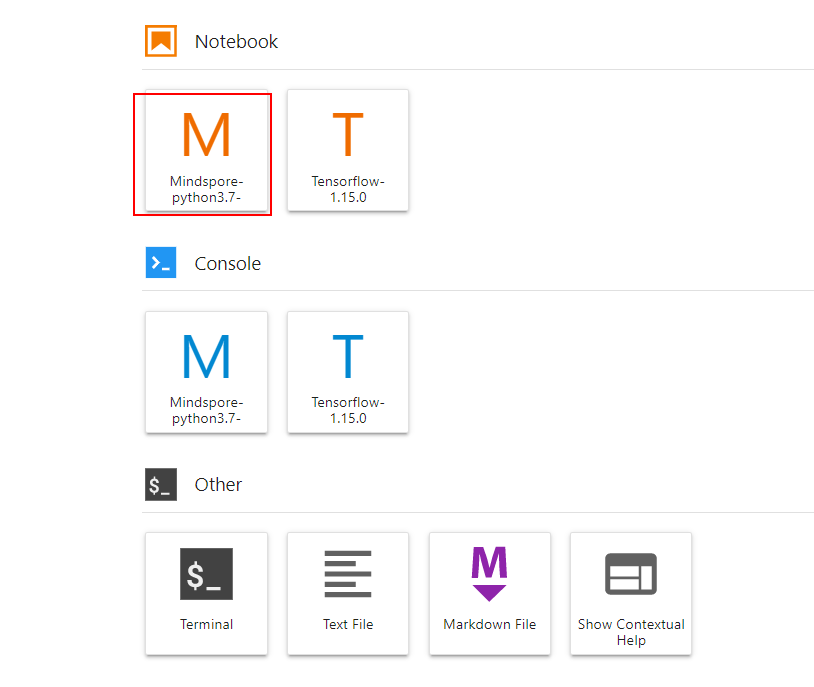 Notebook
M
T
Mindspore-
python3.7-
Tensorflow-
1.15.0
Console
M
T
Mindspore-
python3.7-
Tensorflow-
1.15.0
$_ Other
$_
M
Terminal
Text File
Markdown File
Show Contextual
Help